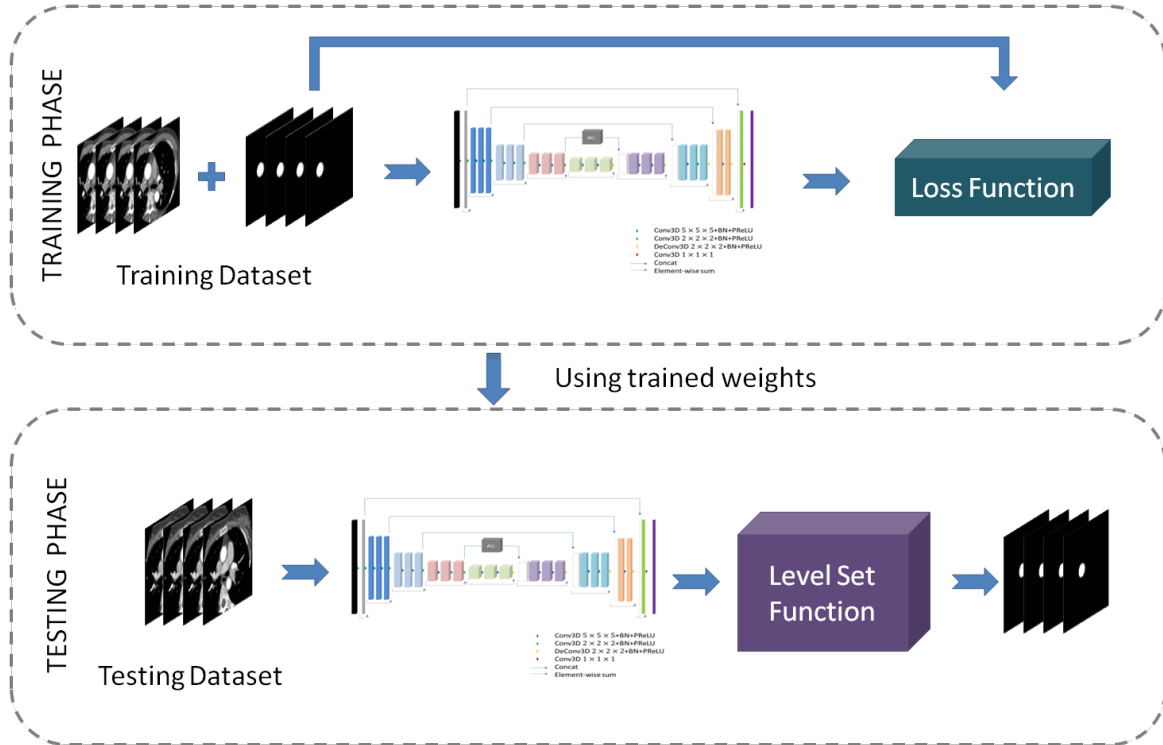 TRAINING PHASE
Training Dataset
AG
Conv3D 5 × 5 × 5+BN+PReLU
Conv3D 2 × 2 × 2+BN+PReLU
DeConv3D 2 × 2 × 2+BN+PReLU
Conv3D 1 × 1 × 1
Concat
Element-wise sum
Loss Function
Using trained weights
TESTING PHASE
Testing Dataset
AG
Conv3D 5 × 5 × 5+BN+PReLU
Conv3D 2 × 2 × 2+BN+PReLU
DeConv3D 2 × 2 × 2+BN+PReLU
Conv3D 1 × 1 × 1
Concat
Element-wise sum
Level Set
Function